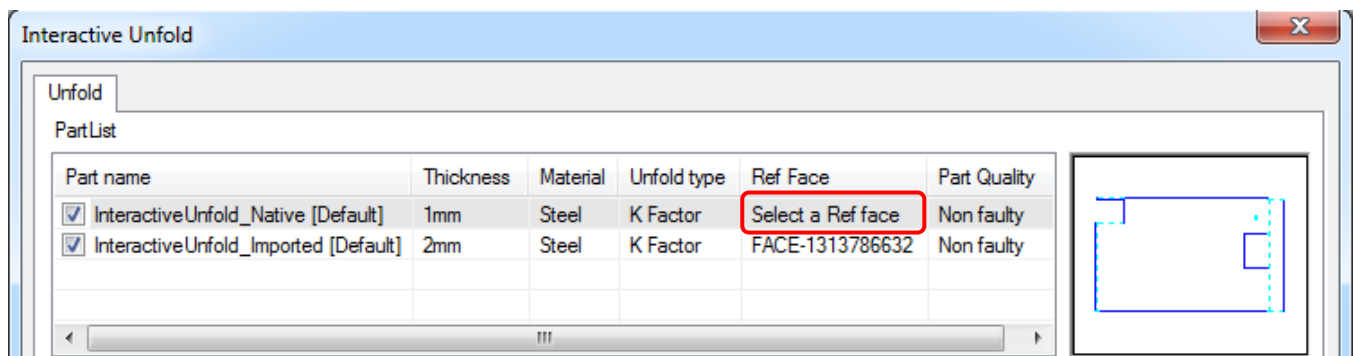 Interactive Unfold
Unfold
PartList
Part name Thickness Material Unfold type Ref Face Part Quality
InteractiveUnfold_Native [Default] 1mm Steel K Factor Select a Ref face Non faulty
InteractiveUnfold_Imported [Default] 2mm Steel K Factor FACE-1313786632 Non faulty